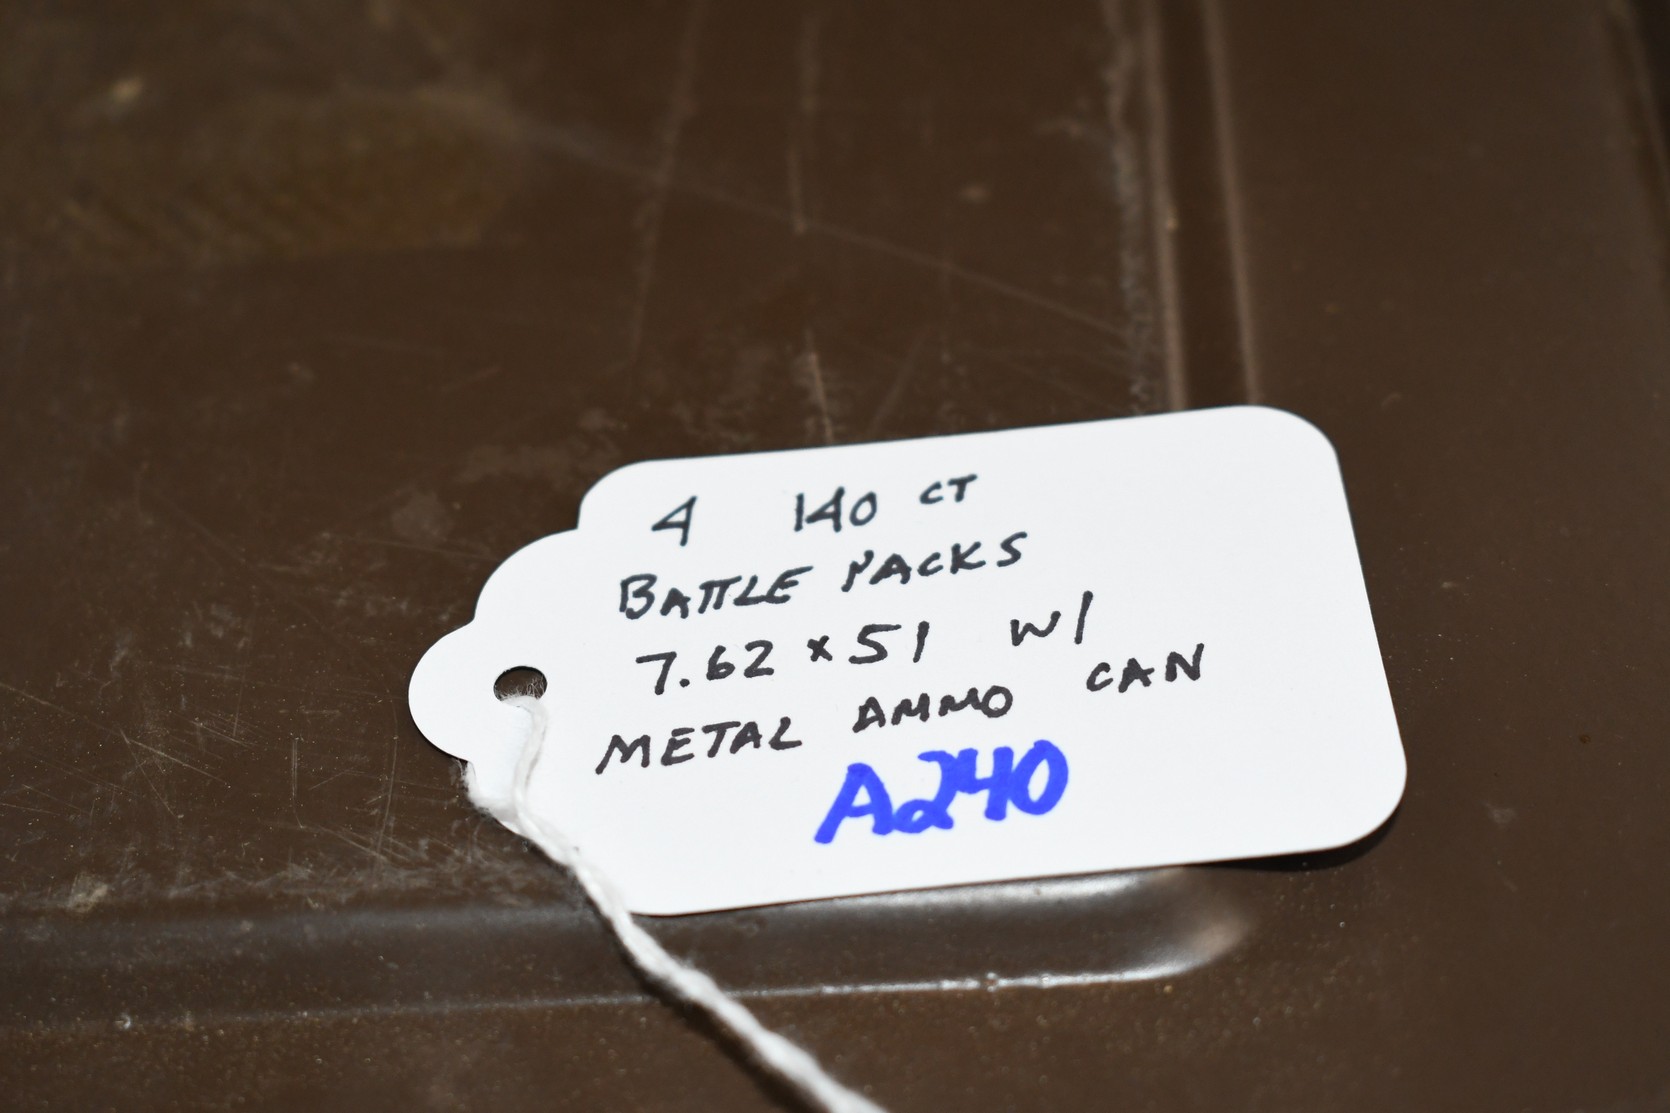 4 140 CT
BATTLE PACKS
7.62 x 51 W/
METAL AMMO CAN
A240